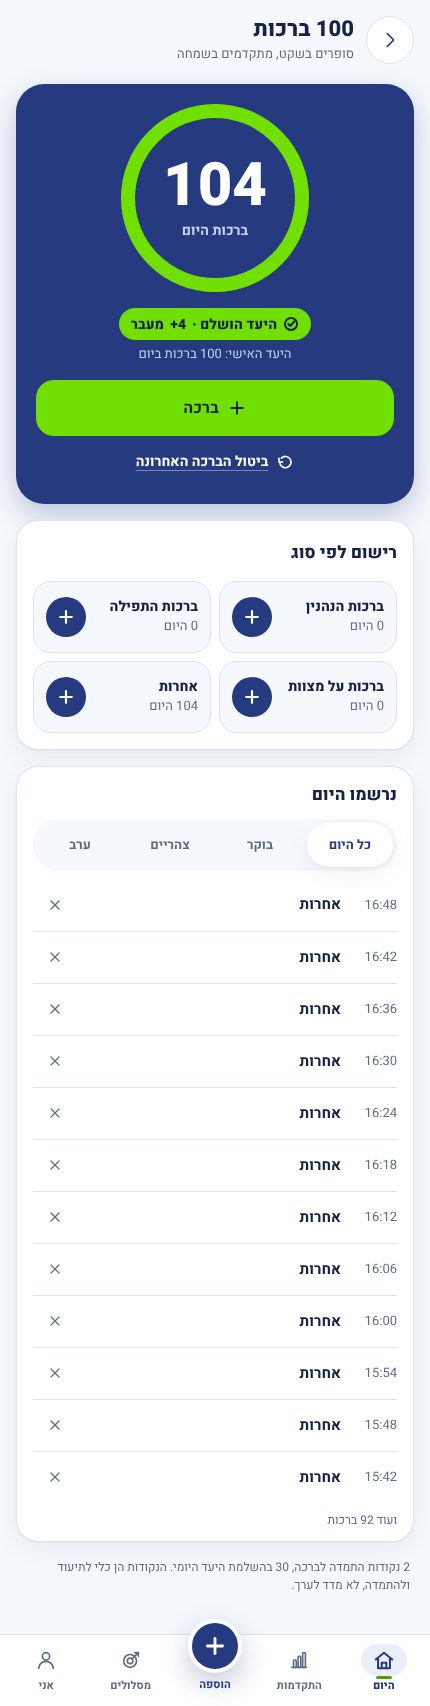 100 ברכות
סופרים בשקט, מתקדמים בשמחה
104
ברכות היום
היעד הושלם · 4+ מעבר
היעד האישי: 100 ברכות ביום
ברכה
ביטול הברכה האחרונה
רישום לפי סוג
ברכות הנהנין
0 היום
ברכות התפילה
0 היום
ברכות על מצוות
0 היום
אחרות
104 היום
נרשמו היום
כל היום בוקר צהריים ערב
16:48 אחרות
16:42 אחרות
16:36 אחרות
16:30 אחרות
16:24 אחרות
16:18 אחרות
16:12 אחרות
16:06 אחרות
16:00 אחרות
15:54 אחרות
15:48 אחרות
15:42 אחרות
ועוד 92 ברכות
2 נקודות התמדה לברכה, 30 בהשלמת היעד היומי. הנקודות הן כלי לתיעוד
ולהתמדה, לא מדד לערך.
היום התקדמות הוספה מסלולים אני